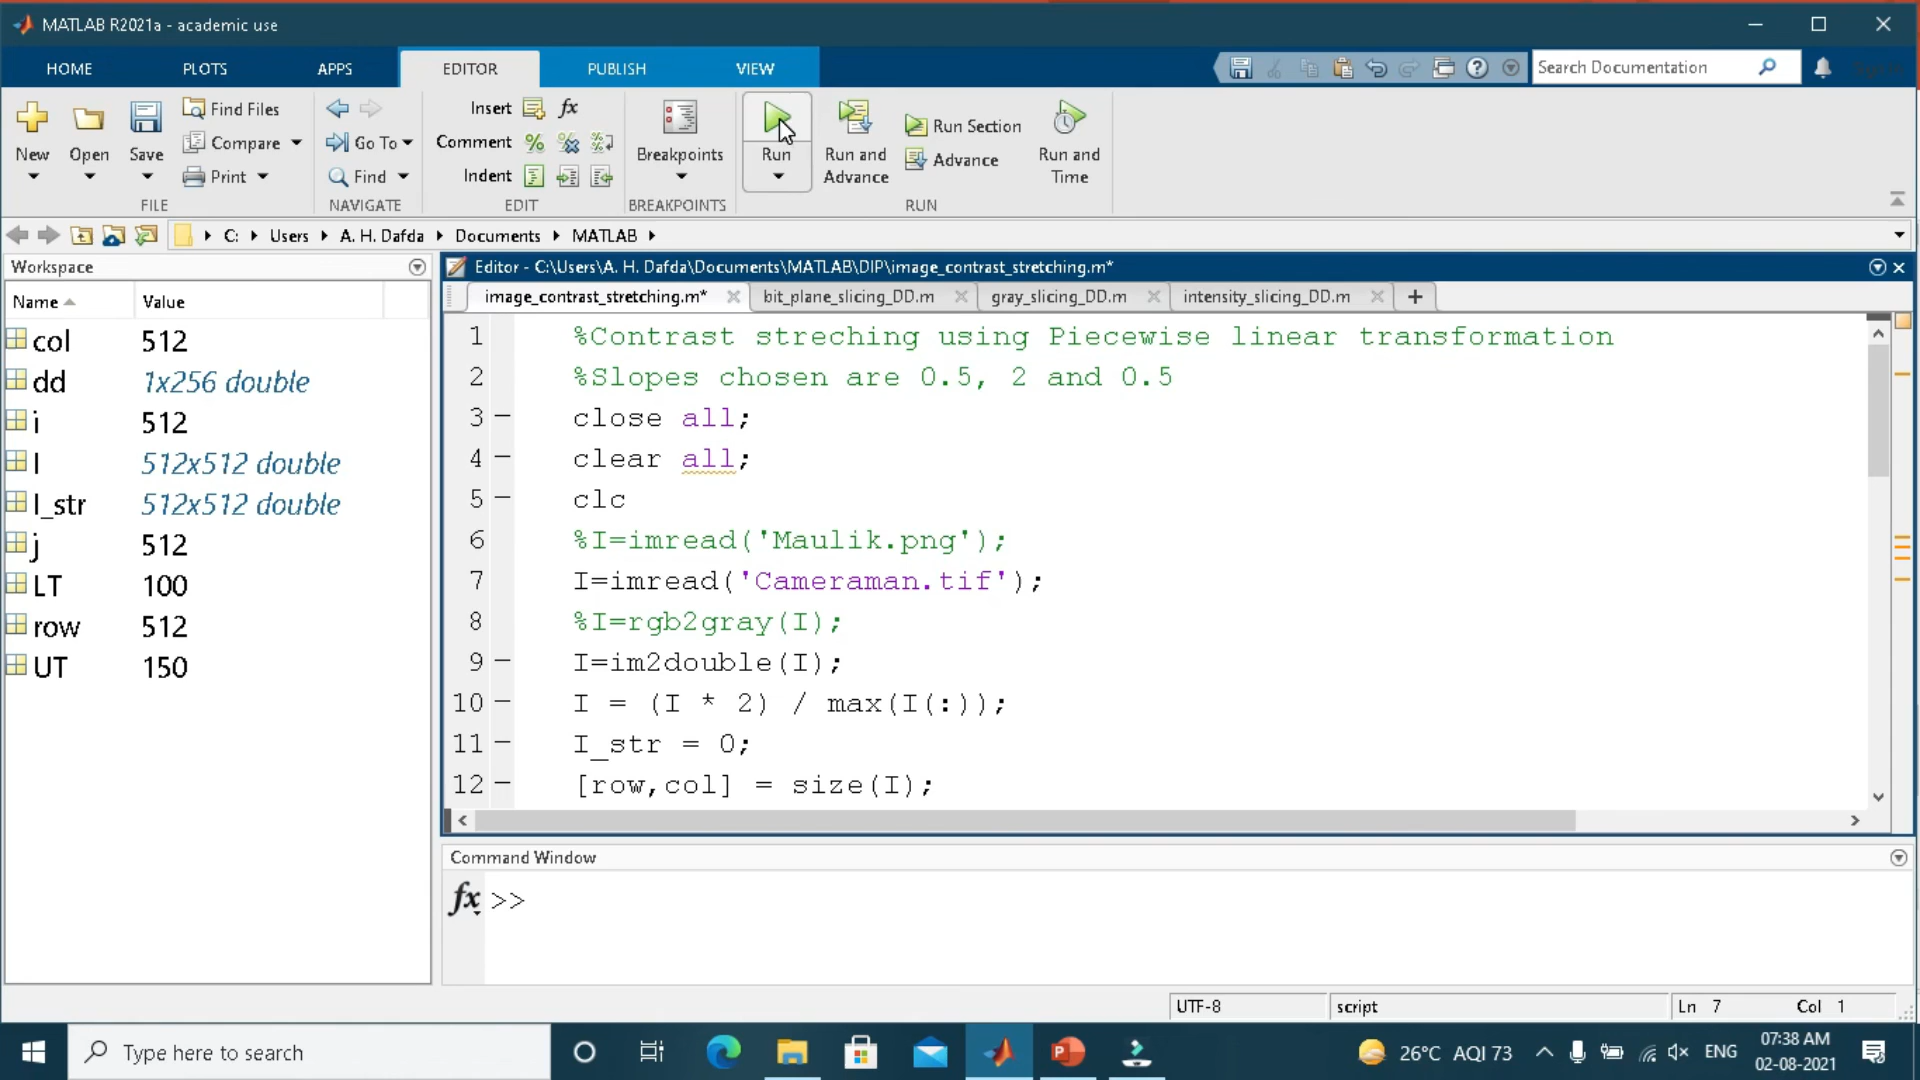 MATLAB R2021a - academic use
HOME PLOTS APPS EDITOR PUBLISH VIEW
Search Documentation
New Open Save Find Files Compare Print
Go To Find
Insert fx
Comment
Indent
Breakpoints
Run
Run and Advance
Run Section
Advance
Run and Time
FILE NAVIGATE EDIT BREAKPOINTS RUN
C: Users A. H. Dafda Documents MATLAB
Workspace
Name Value
col 512
dd 1x256 double
i 512
I 512x512 double
I_str 512x512 double
j 512
LT 100
row 512
UT 150
Editor - C:\Users\A. H. Dafda\Documents\MATLAB\DIP\image_contrast_stretching.m*
image_contrast_stretching.m* bit_plane_slicing_DD.m gray_slicing_DD.m intensity_slicing_DD.m +
1 %Contrast streching using Piecewise linear transformation
2 %Slopes chosen are 0.5, 2 and 0.5
3 – close all;
4 – clear all;
5 – clc
6 %I=imread('Maulik.png');
7 I=imread('Cameraman.tif');
8 %I=rgb2gray(I);
9 – I=im2double(I);
10 – I = (I * 2) / max(I(:));
11 – I_str = 0;
12 – [row,col] = size(I);
Command Window
fx >>
UTF-8 script Ln 7 Col 1
Type here to search
26°C AQI 73 ENG
07:38 AM
02-08-2021